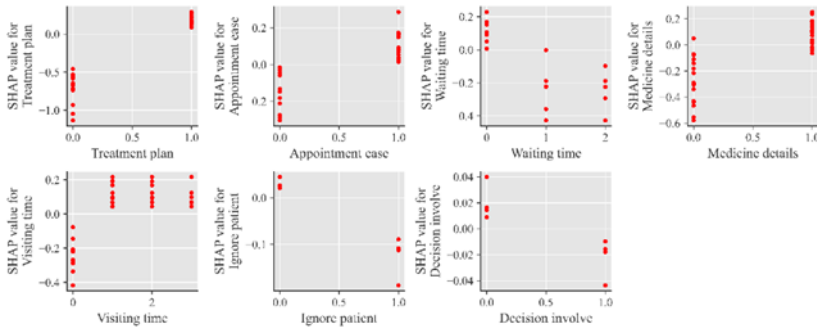 SHAP value for
Treatment plan
0.0
−0.5
−1.0
0.0
0.5
1.0
Treatment plan
SHAP value for
Appointment case
0.2
0.0
0.2
0.0
0.5
1.0
Appointment case
SHAP value for
Waiting time
0.2
0.0
−0.2
0.4
0
1
2
Waiting time
SHAP value for
Medicine details
0.2
0.0
−0.2
−0.4
−0.6
0.0
0.5
1.0
Medicine details
SHAP value for
Visiting time
0.2
0.0
−0.2
−0.4
0
2
Visiting time
SHAP value for
Ignore patient
0.0
−0.1
0.0
0.5
1.0
Ignore patient
SHAP value for
Decision involve
0.04
0.02
0.00
−0.02
−0.04
0.0
0.5
1.0
Decision involve